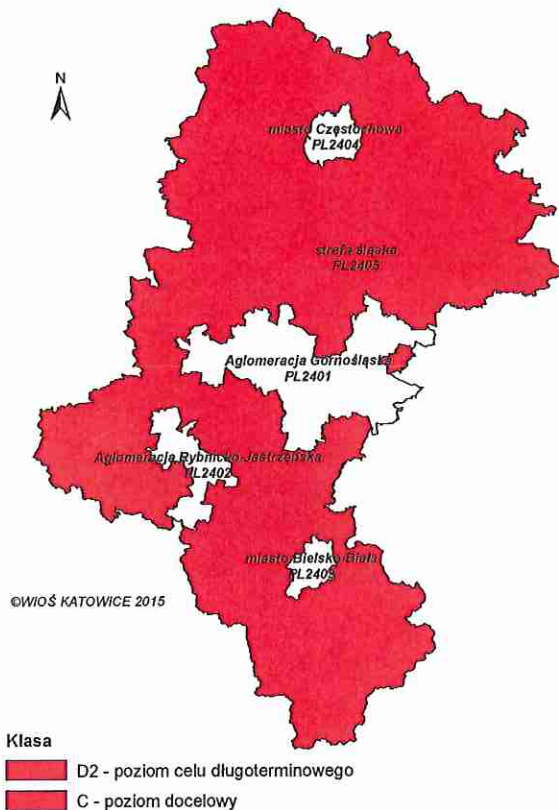 N
miasto Częstochowa
PL2404
strefa śląska
PL2405
Aglomeracja Górnośląska
PL2401
Aglomeracja Rybnicko-Jastrzębska
PL2402
miasto Bielsko-Biała
PL2403
©WIOŚ KATOWICE 2015
Klasa
D2 - poziom celu długoterminowego
C - poziom docelowy